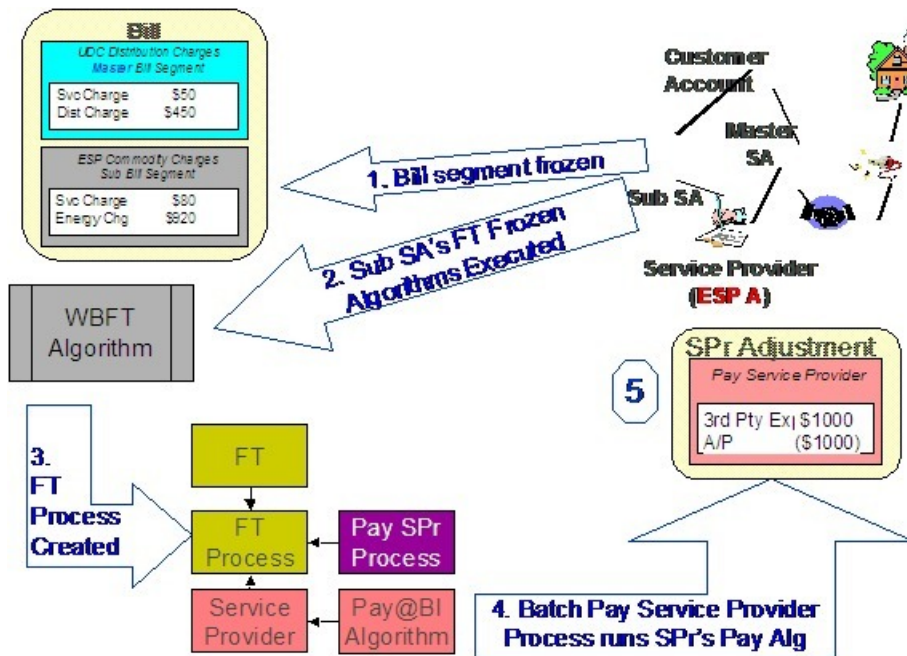 Bill
UDC Distribution Charges
Master Bill Segment
Svc Charge $50
Dist Charge $450
ESP Commodity Charges
Sub Bill Segment
Svc Charge $80
Energy Chg $920
Customer
Account
Master
SA
Sub SA
Service Provider
(ESP A)
1. Bill segment frozen
2. Sub SA's FT Frozen
Algorithms Executed
WBFT
Algorithm
3.
FT
Process
Created
FT
FT
Process
Pay SPr
Process
Service
Provider
Pay@BI
Algorithm
4. Batch Pay Service Provider
Process runs SPr's Pay Alg
5
SPr Adjustment
Pay Service Provider
3rd Pty Exp $1000
A/P ($1000)